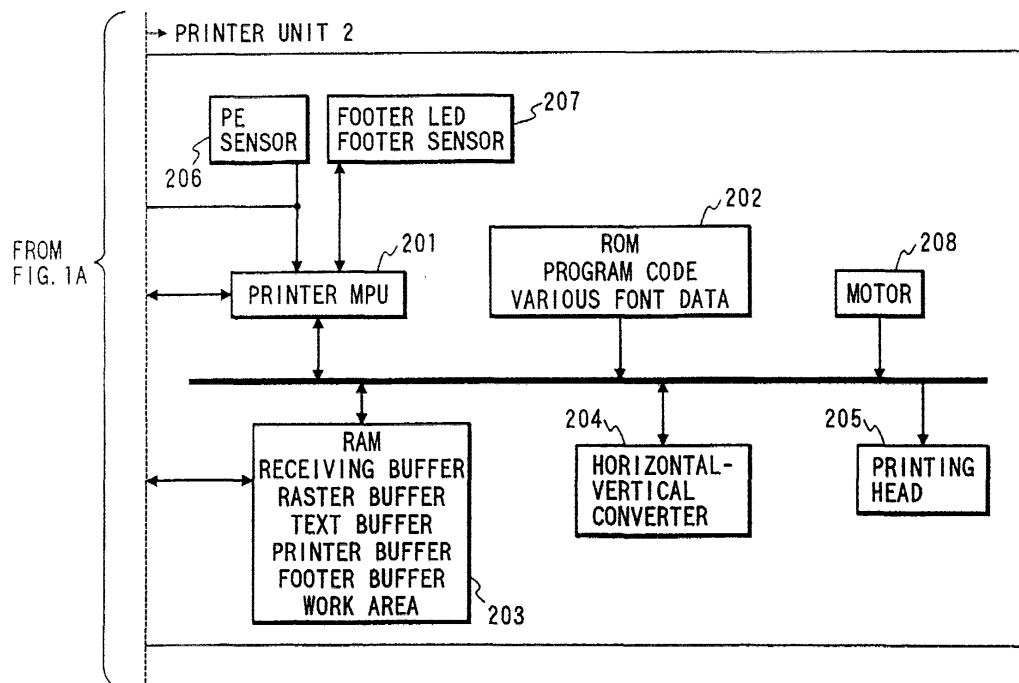 PRINTER UNIT 2
PE
SENSOR
206
FOOTER LED
FOOTER SENSOR
207
FROM
FIG. 1A
201
PRINTER MPU
202
ROM
PROGRAM CODE
VARIOUS FONT DATA
208
MOTOR
RAM
RECEIVING BUFFER
RASTER BUFFER
TEXT BUFFER
PRINTER BUFFER
FOOTER BUFFER
WORK AREA
203
204
HORIZONTAL-
VERTICAL
CONVERTER
205
PRINTING
HEAD